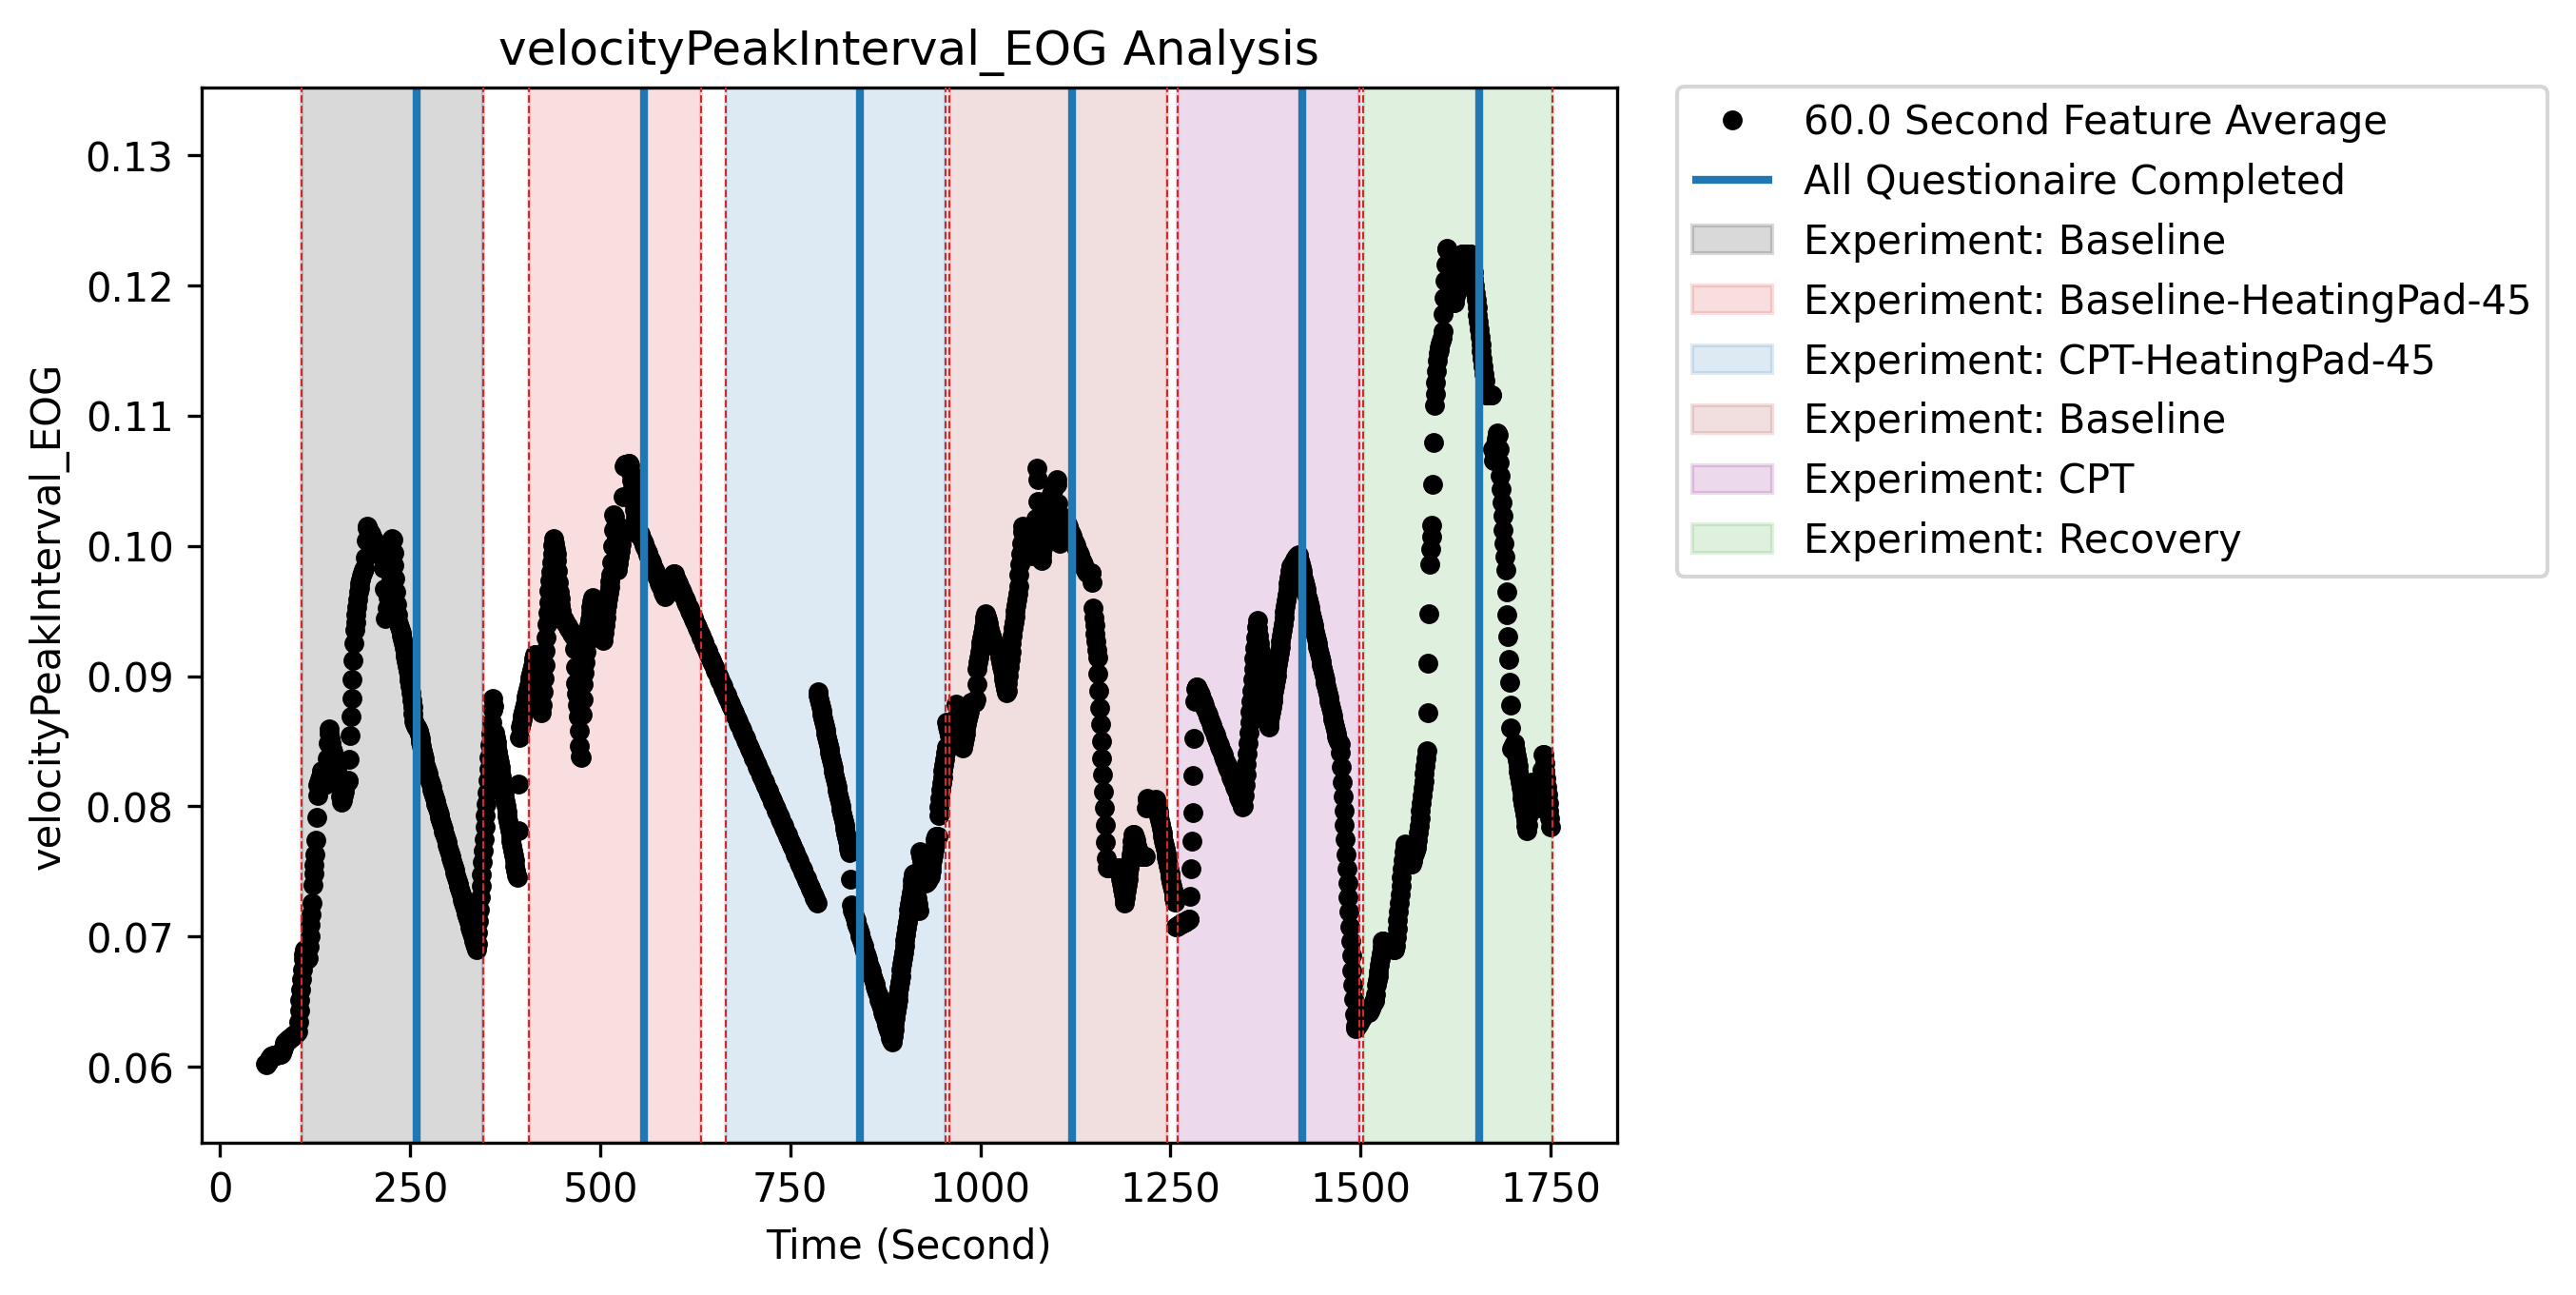 velocityPeakInterval_EOG Analysis
velocityPeakInterval_EOG
0.13
0.12
0.11
0.10
0.09
0.08
0.07
0.06
0 250 500 750 1000 1250 1500 1750
Time (Second)
60.0 Second Feature Average
All Questionaire Completed
Experiment: Baseline
Experiment: Baseline-HeatingPad-45
Experiment: CPT-HeatingPad-45
Experiment: Baseline
Experiment: CPT
Experiment: Recovery